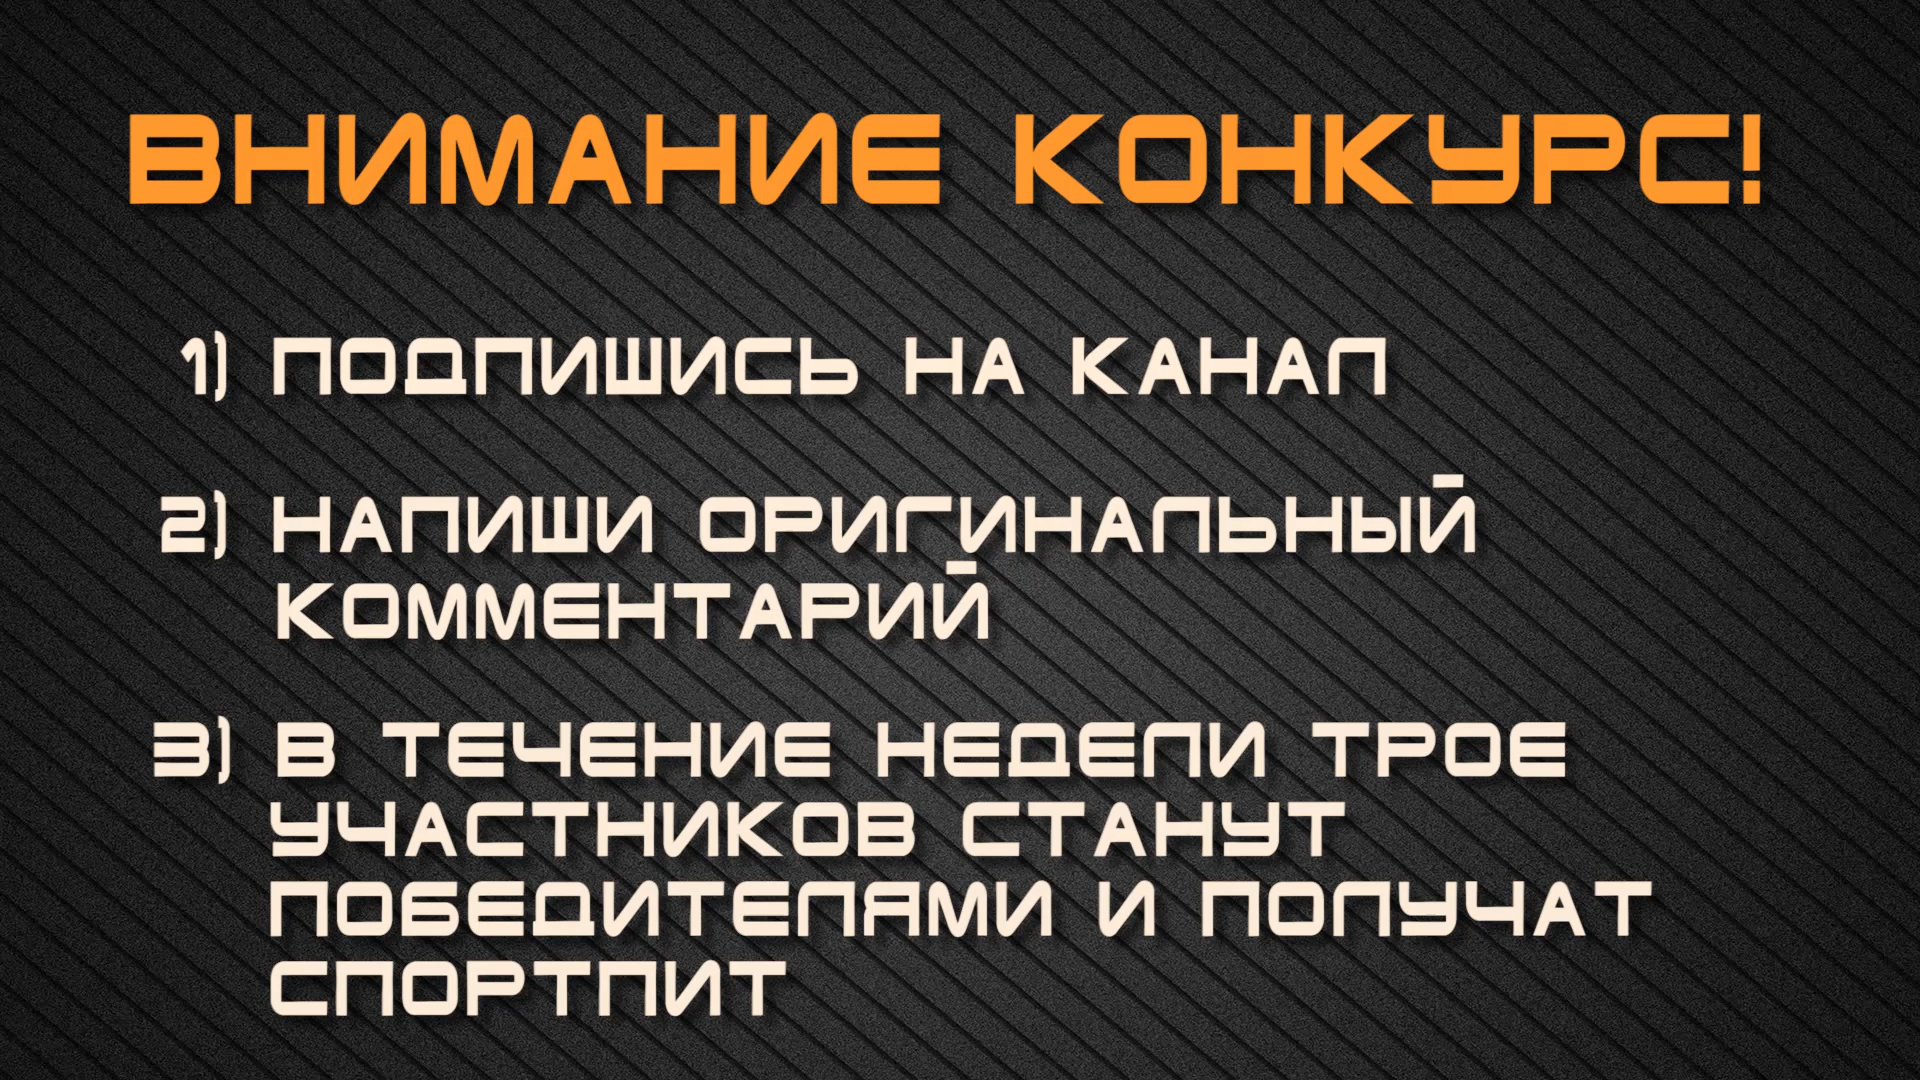 ВНИМАНИЕ КОНКУРС!
1) ПОДПИШИСЬ НА КАНАЛ
2) НАПИШИ ОРИГИНАЛЬНЫЙ
КОММЕНТАРИЙ
3) В ТЕЧЕНИЕ НЕДЕЛИ ТРОЕ
УЧАСТНИКОВ СТАНУТ
ПОБЕДИТЕЛЯМИ И ПОЛУЧАТ
СПОРТПИТ